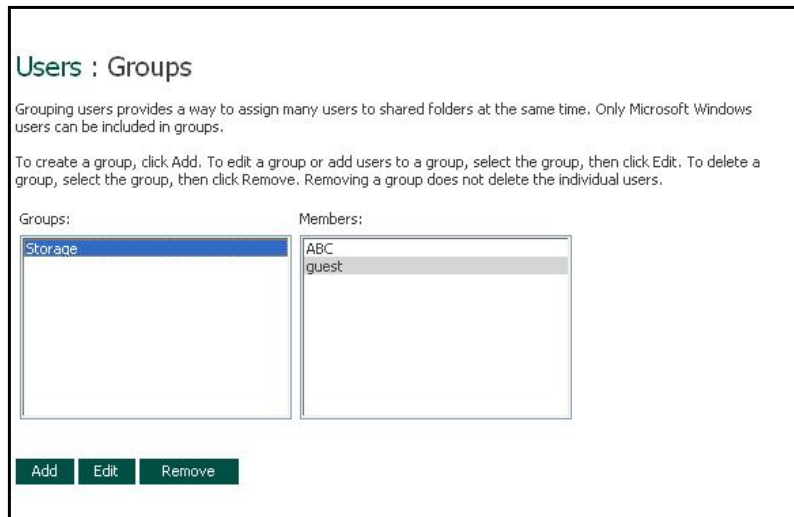 Users : Groups
Grouping users provides a way to assign many users to shared folders at the same time. Only Microsoft Windows
users can be included in groups.
To create a group, click Add. To edit a group or add users to a group, select the group, then click Edit. To delete a
group, select the group, then click Remove. Removing a group does not delete the individual users.
Groups: Members:
Storage ABC
guest
Add Edit Remove